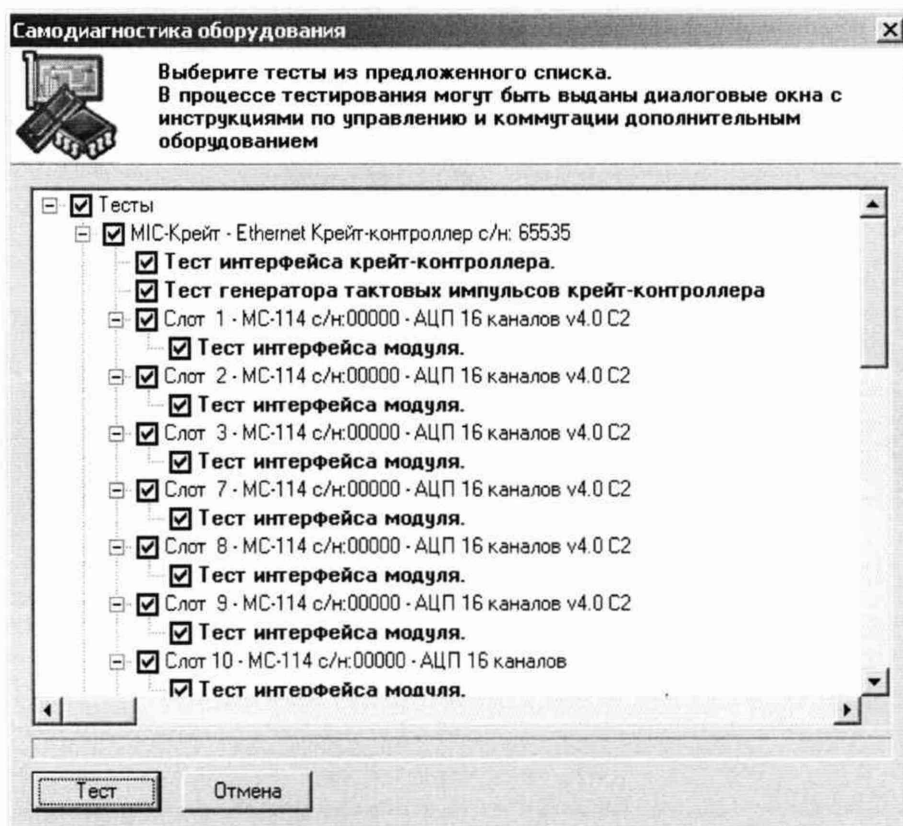 Самодиагностика оборудования
Выберите тесты из предложенного списка.
В процессе тестирования могут быть выданы диалоговые окна с
инструкциями по управлению и коммутации дополнительным
оборудованием
Тесты
MIC-Крейт - Ethernet Крейт-контроллер с/н: 65535
Тест интерфейса крейт-контроллера.
Тест генератора тактовых импульсов крейт-контроллера
Слот 1 - МС-114 с/н:00000 - АЦП 16 каналов v4.0 C2
Тест интерфейса модуля.
Слот 2 - МС-114 с/н:00000 - АЦП 16 каналов v4.0 C2
Тест интерфейса модуля.
Слот 3 - МС-114 с/н:00000 - АЦП 16 каналов v4.0 C2
Тест интерфейса модуля.
Слот 7 - МС-114 с/н:00000 - АЦП 16 каналов v4.0 C2
Тест интерфейса модуля.
Слот 8 - МС-114 с/н:00000 - АЦП 16 каналов v4.0 C2
Тест интерфейса модуля.
Слот 9 - МС-114 с/н:00000 - АЦП 16 каналов v4.0 C2
Тест интерфейса модуля.
Слот 10 - МС-114 с/н:00000 - АЦП 16 каналов
Тест интерфейса модуля.
Тест
Отмена